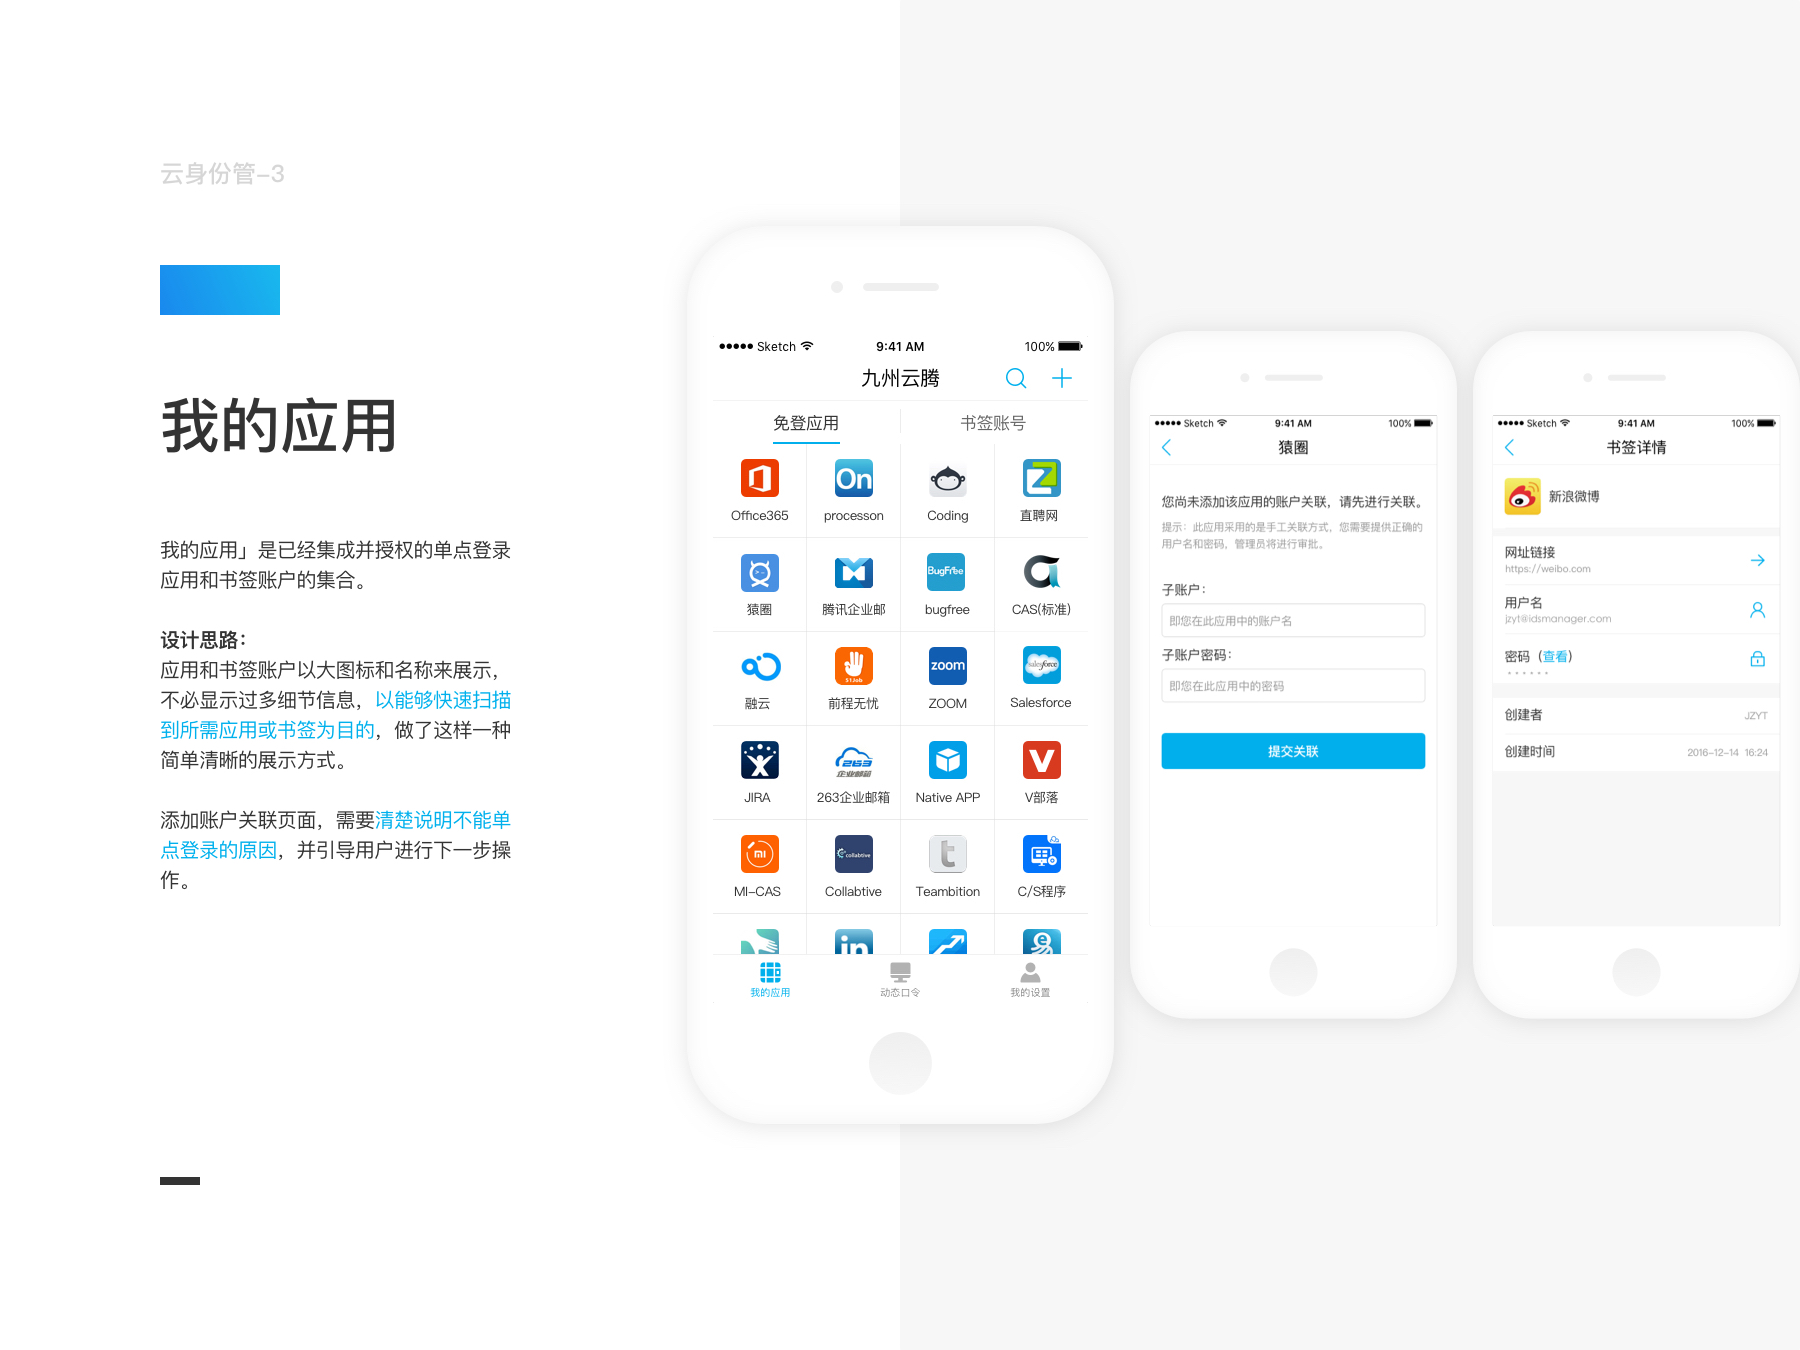 云身份管-3
我的应用
我的应用」是已经集成并授权的单点登录
应用和书签账户的集合。
设计思路：
应用和书签账户以大图标和名称来展示，
不必显示过多细节信息，以能够快速扫描
到所需应用或书签为目的，做了这样一种
简单清晰的展示方式。
添加账户关联页面，需要清楚说明不能单
点登录的原因，并引导用户进行下一步操
作。
Sketch 9:41 AM 100%
九州云腾
免登应用 书签账号
On
Office365 processon Coding 直聘网
BugFree
猿圈 腾讯企业邮 bugfree CAS(标准)
51Job zoom salesforce
融云 前程无忧 ZOOM Salesforce
263 企业邮箱 V
JIRA 263企业邮箱 Native APP V部落
mi collabtive t
MI-CAS Collabtive Teambition C/S程序
in
我的应用 动态口令 我的设置
Sketch 9:41 AM 100%
猿圈
您尚未添加该应用的账户关联，请先进行关联。
提示：此应用采用的是手工关联方式，您需要提供正确的
用户名和密码，管理员将进行审批。
子账户：
即您在此应用中的账户名
子账户密码：
即您在此应用中的密码
提交关联
Sketch 9:41 AM 100%
书签详情
新浪微博
网址链接
https://weibo.com
用户名
jzyt@idsmanager.com
密码（查看）
······
创建者 JZYT
创建时间 2016-12-14 16:24